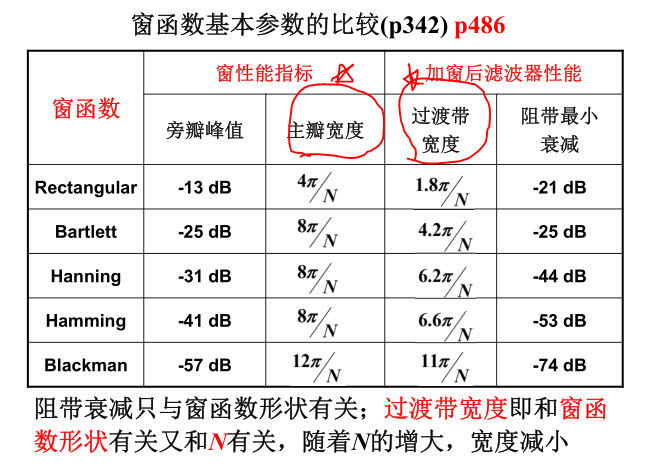 窗函数基本参数的比较(p342) p486
窗函数 窗性能指标 加窗后滤波器性能
旁瓣峰值 主瓣宽度 过渡带宽度 阻带最小衰减
Rectangular -13 dB 4π/N 1.8π/N -21 dB
Bartlett -25 dB 8π/N 4.2π/N -25 dB
Hanning -31 dB 8π/N 6.2π/N -44 dB
Hamming -41 dB 8π/N 6.6π/N -53 dB
Blackman -57 dB 12π/N 11π/N -74 dB
阻带衰减只与窗函数形状有关；过渡带宽度即和窗函
数形状有关又和N有关，随着N的增大，宽度减小